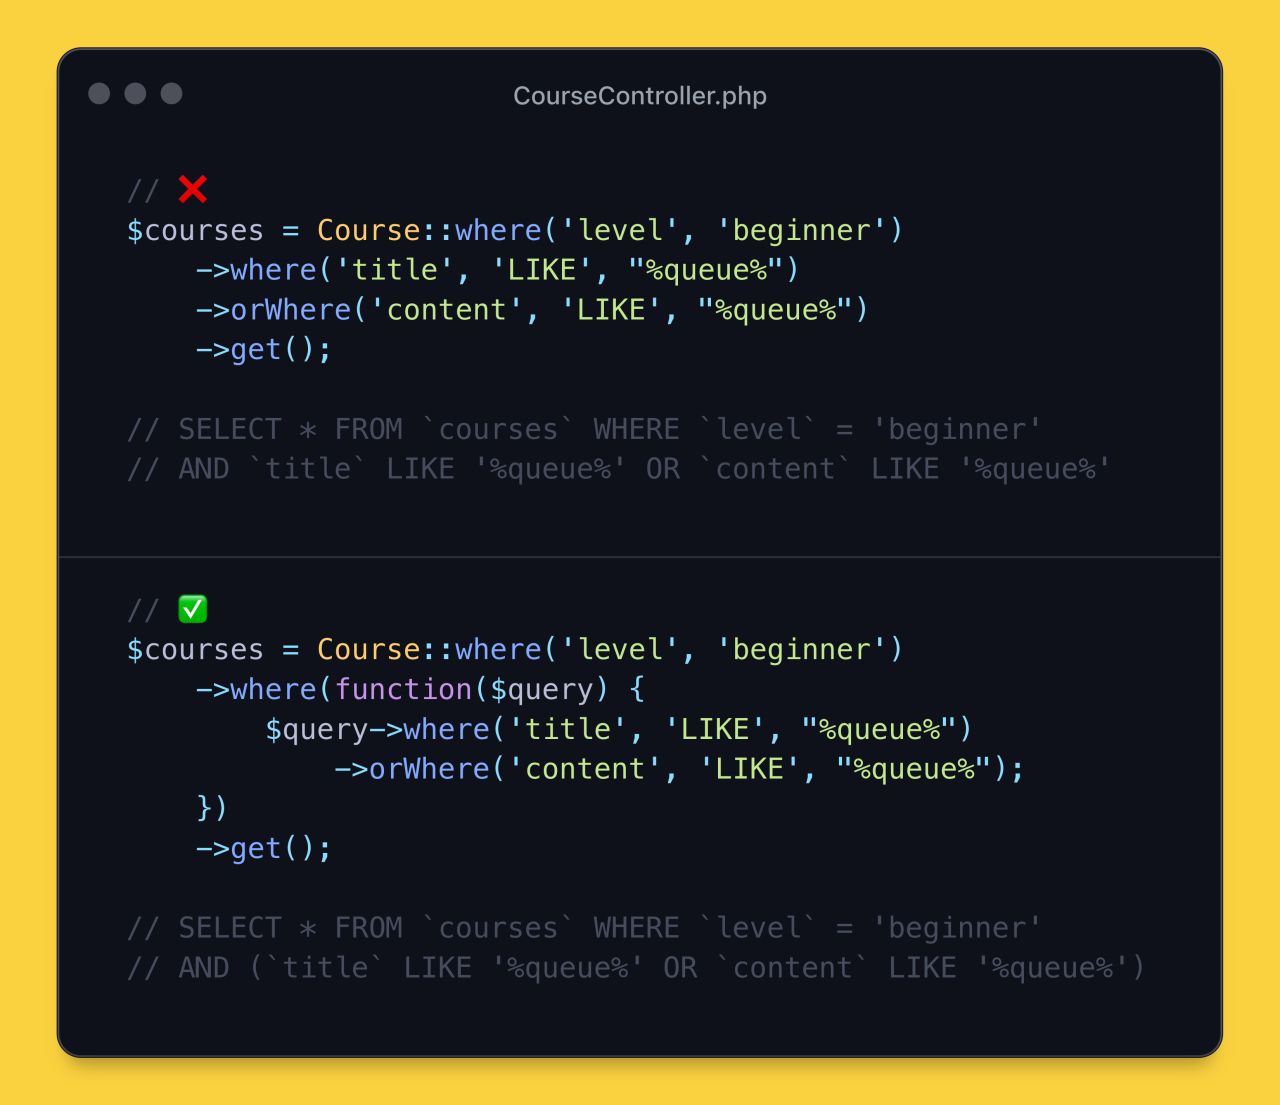 CourseController.php
// ❌
$courses = Course::where('level', 'beginner')
    ->where('title', 'LIKE', "%queue%")
    ->orWhere('content', 'LIKE', "%queue%")
    ->get();
// SELECT * FROM `courses` WHERE `level` = 'beginner'
// AND `title` LIKE '%queue%' OR `content` LIKE '%queue%'
// ✅
$courses = Course::where('level', 'beginner')
    ->where(function($query) {
        $query->where('title', 'LIKE', "%queue%")
            ->orWhere('content', 'LIKE', "%queue%");
    })
    ->get();
// SELECT * FROM `courses` WHERE `level` = 'beginner'
// AND (`title` LIKE '%queue%' OR `content` LIKE '%queue%')